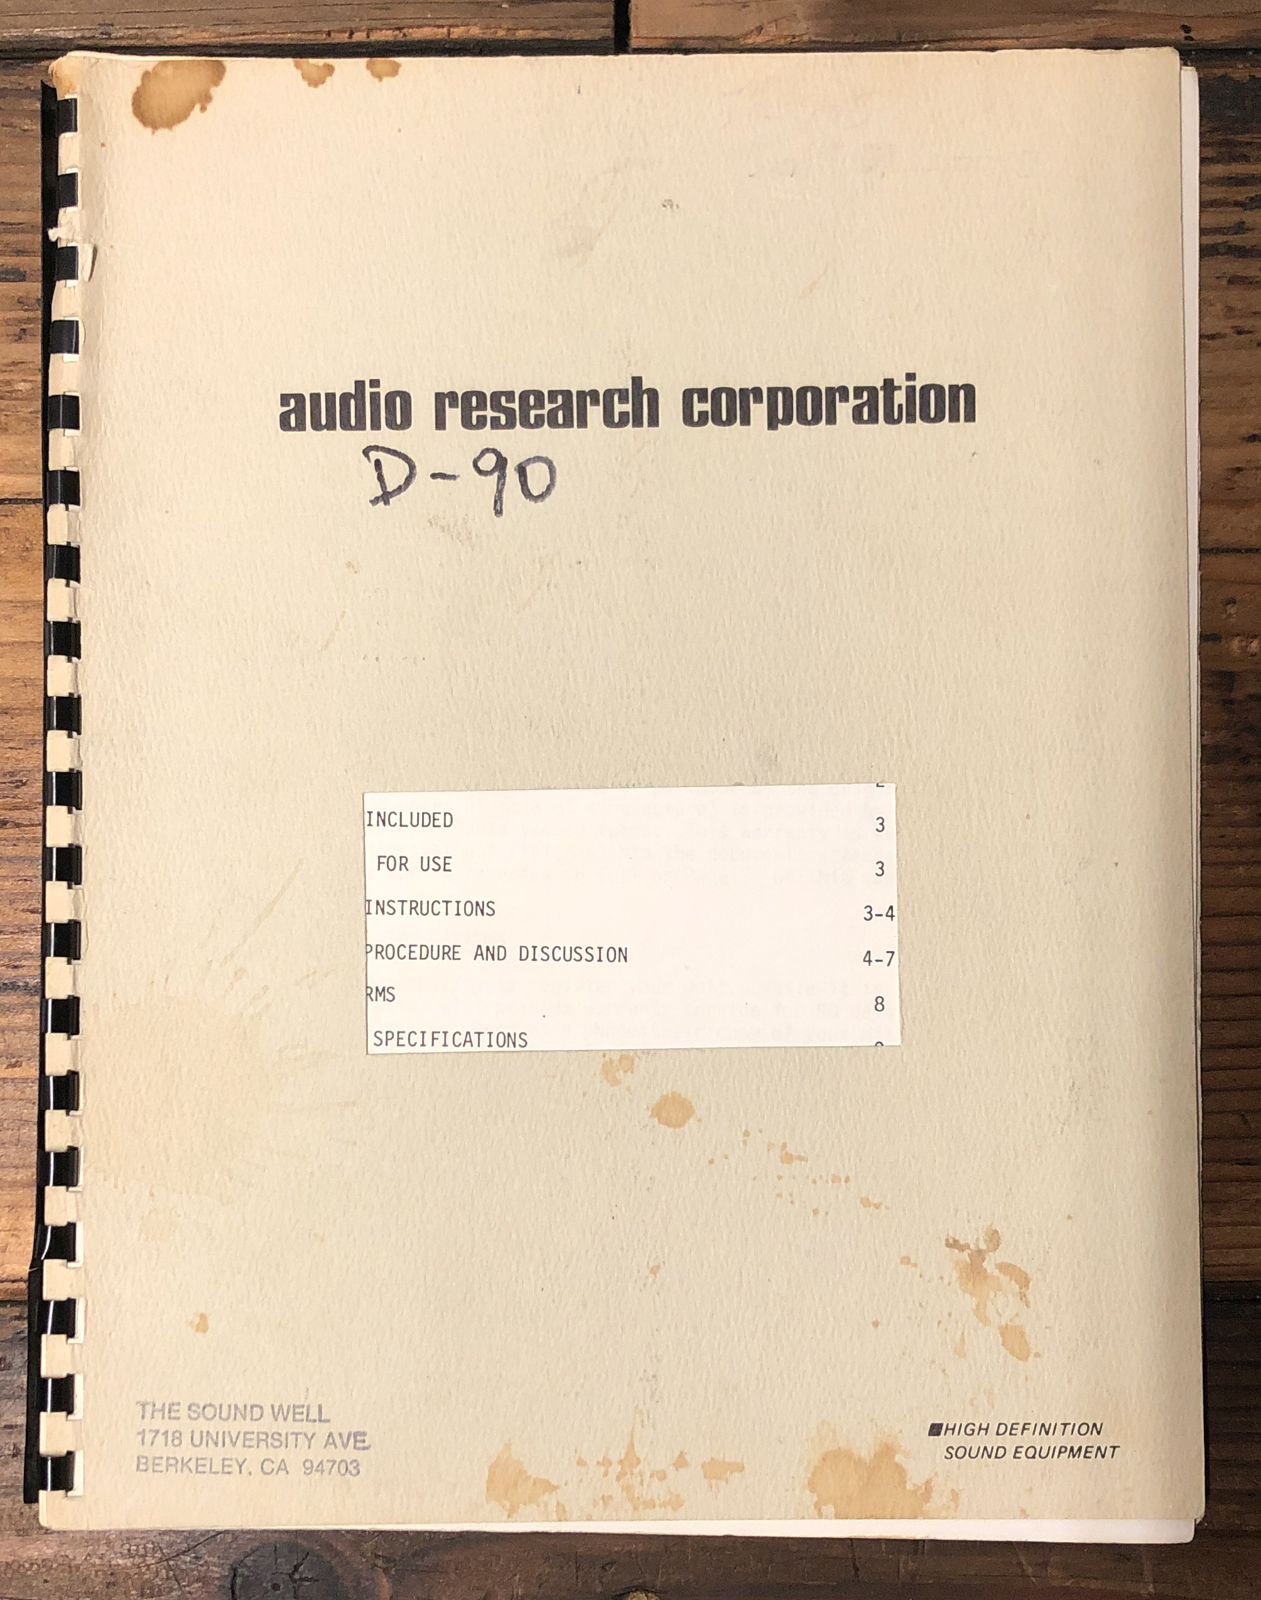 audio research corporation
D-90
INCLUDED 3
FOR USE 3
INSTRUCTIONS 3-4
PROCEDURE AND DISCUSSION 4-7
RMS 8
SPECIFICATIONS
THE SOUND WELL
1718 UNIVERSITY AVE.
BERKELEY, CA 94703
HIGH DEFINITION
SOUND EQUIPMENT